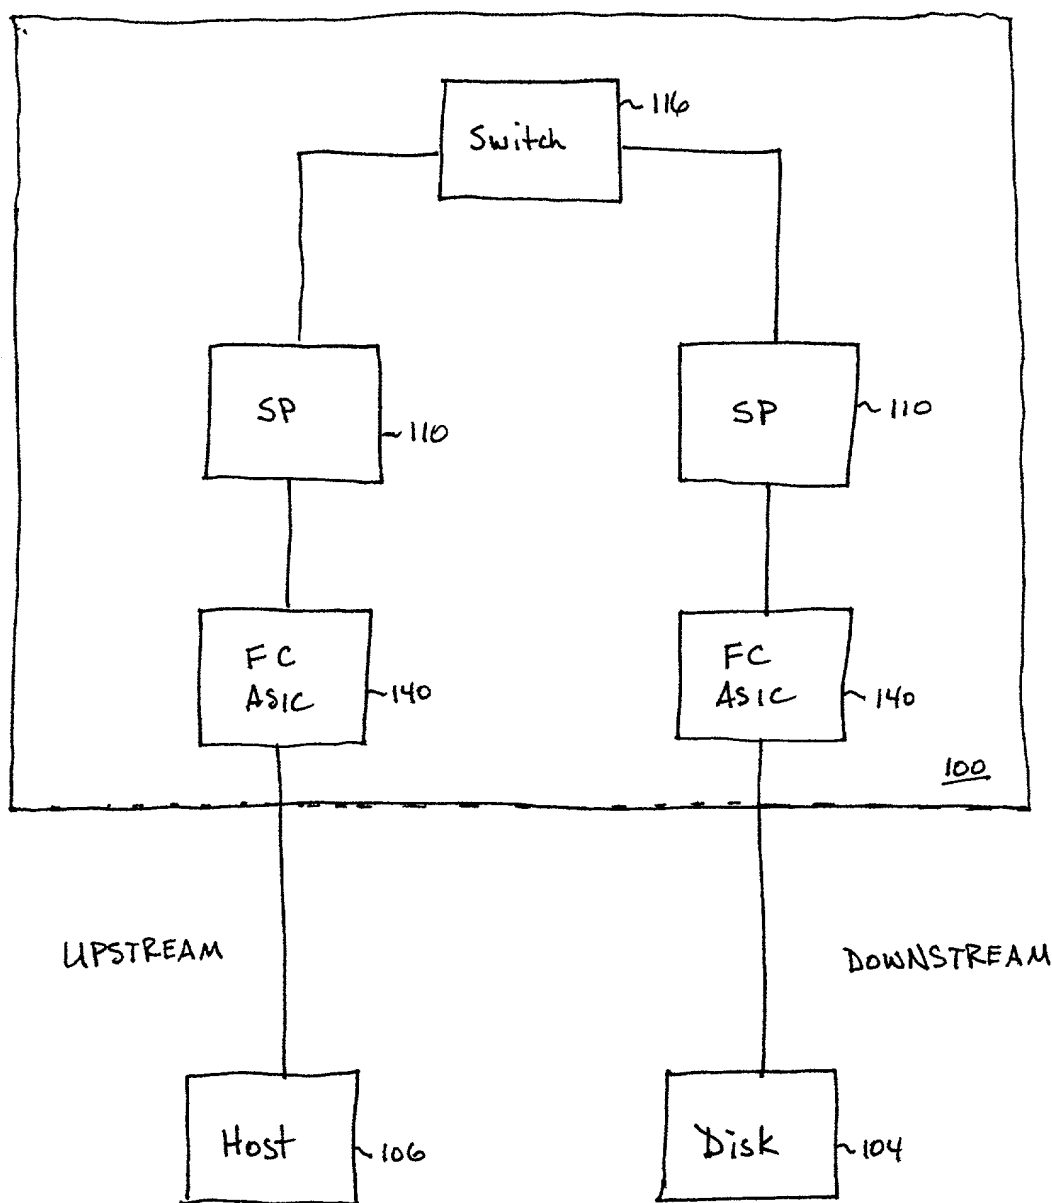 Switch
116
SP
110
SP
110
FC
ASIC
140
FC
ASIC
140
100
UPSTREAM
DOWNSTREAM
Host
106
Disk
104